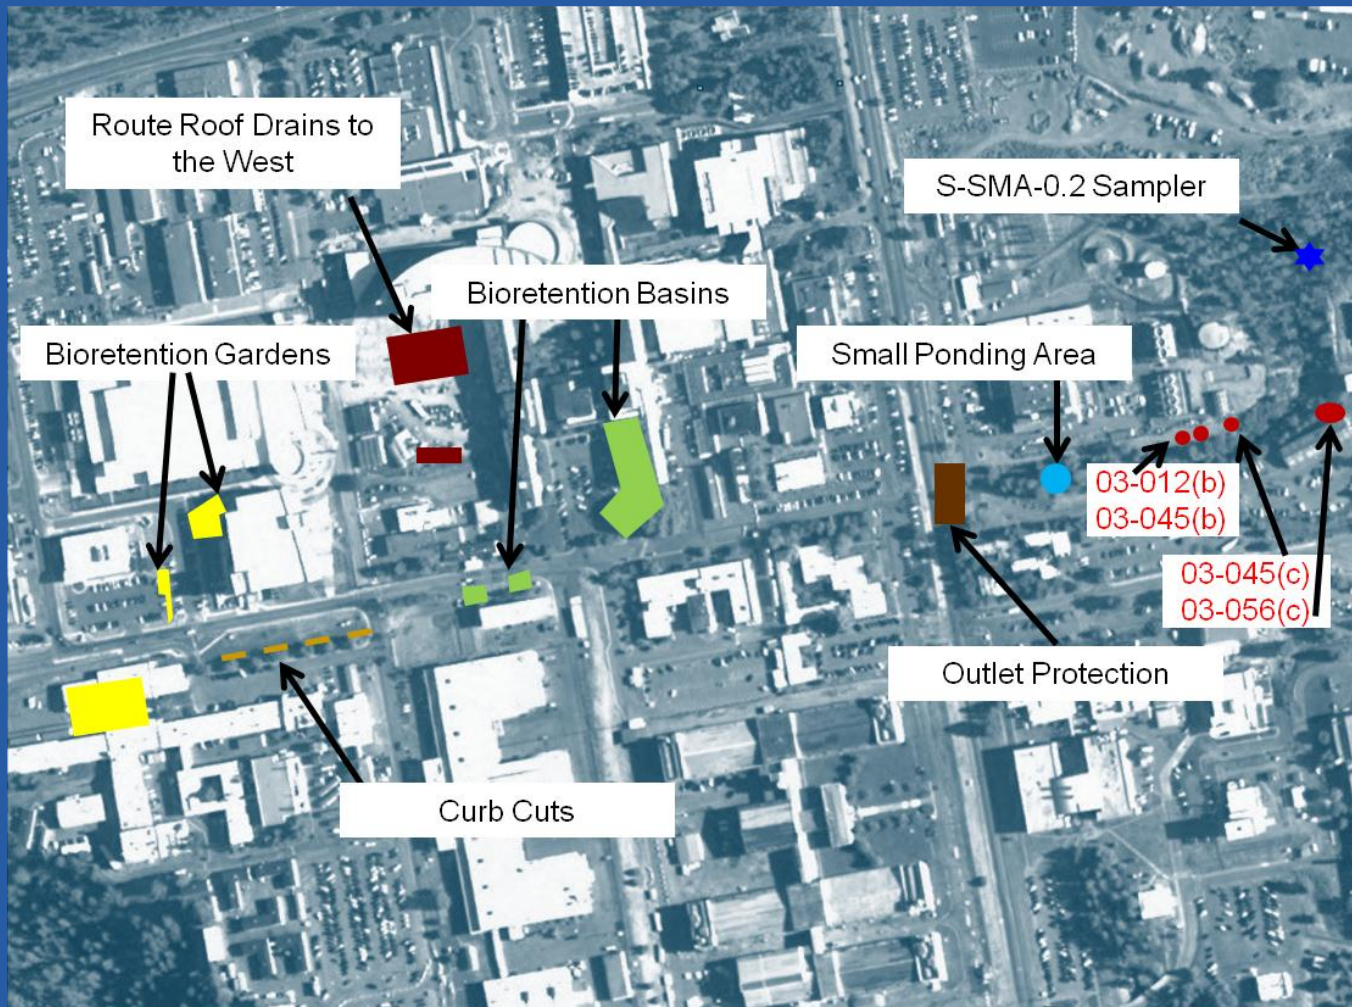 Route Roof Drains to
the West
S-SMA-0.2 Sampler
Bioretention Basins
Bioretention Gardens
Small Ponding Area
03-012(b)
03-045(b)
03-045(c)
03-056(c)
Outlet Protection
Curb Cuts